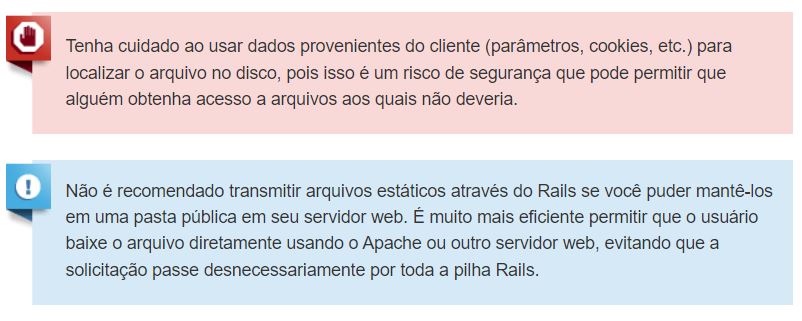 Tenha cuidado ao usar dados provenientes do cliente (parâmetros, cookies, etc.) para
localizar o arquivo no disco, pois isso é um risco de segurança que pode permitir que
alguém obtenha acesso a arquivos aos quais não deveria.
Não é recomendado transmitir arquivos estáticos através do Rails se você puder mantê-los
em uma pasta pública em seu servidor web. É muito mais eficiente permitir que o usuário
baixe o arquivo diretamente usando o Apache ou outro servidor web, evitando que a
solicitação passe desnecessariamente por toda a pilha Rails.